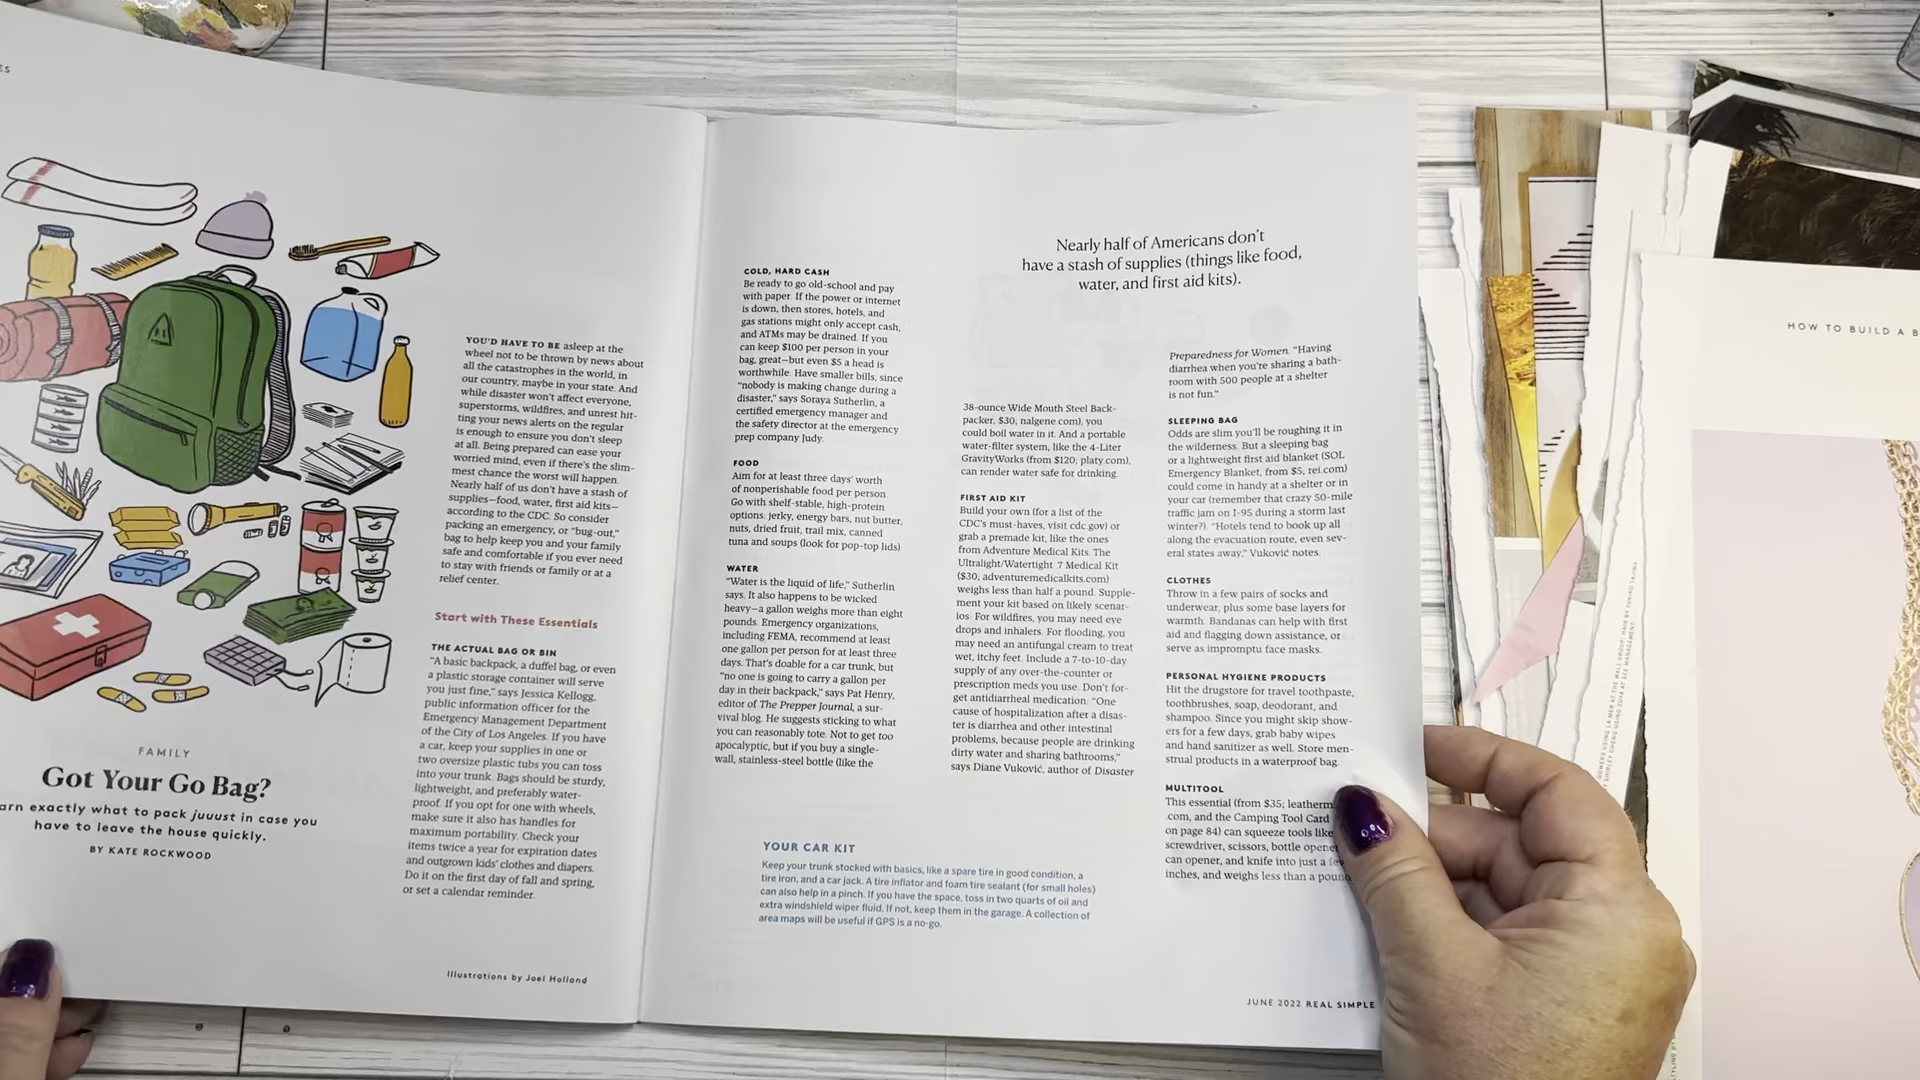 ES
FAMILY
Got Your Go Bag?
arn exactly what to pack juuust in case you
have to leave the house quickly.
BY KATE ROCKWOOD
YOU'D HAVE TO BE asleep at the
wheel not to be thrown by news about
all the catastrophes in the world, in
our country, maybe in your state. And
while disaster won't affect everyone,
superstorms, wildfires, and unrest hit-
ting your news alerts on the regular
is enough to ensure you don't sleep
at all. Being prepared can ease your
worried mind, even if there's the slim-
mest chance the worst will happen.
Nearly half of us don't have a stash of
supplies—food, water, first aid kits—
according to the CDC. So consider
packing an emergency, or "bug-out,"
bag to help keep you and your family
safe and comfortable if you ever need
to stay with friends or family or at a
relief center.
Start with These Essentials
THE ACTUAL BAG OR BIN
"A basic backpack, a duffel bag, or even
a plastic storage container will serve
you just fine," says Jessica Kellogg,
public information officer for the
Emergency Management Department
of the City of Los Angeles. If you have
a car, keep your supplies in one or
two oversize plastic tubs you can toss
into your trunk. Bags should be sturdy,
lightweight, and preferably water-
proof. If you opt for one with wheels,
make sure it also has handles for
maximum portability. Check your
items twice a year for expiration dates
and outgrown kids' clothes and diapers.
Do it on the first day of fall and spring,
or set a calendar reminder.
Illustrations by Joel Holland
COLD, HARD CASH
Be ready to go old-school and pay
with paper. If the power or internet
is down, then stores, hotels, and
gas stations might only accept cash,
and ATMs may be drained. If you
can keep $100 per person in your
bag, great—but even $5 a head is
worthwhile. Have smaller bills, since
"nobody is making change during a
disaster," says Soraya Sutherlin, a
certified emergency manager and
the safety director at the emergency
prep company Judy.
FOOD
Aim for at least three days' worth
of nonperishable food per person.
Go with shelf-stable, high-protein
options: jerky, energy bars, nut butter,
nuts, dried fruit, trail mix, canned
tuna and soups (look for pop-top lids)
WATER
"Water is the liquid of life," Sutherlin
says. It also happens to be wicked
heavy—a gallon weighs more than eight
pounds. Emergency organizations,
including FEMA, recommend at least
one gallon per person for at least three
days. That's doable for a car trunk, but
"no one is going to carry a gallon per
day in their backpack," says Pat Henry,
editor of The Prepper Journal, a sur-
vival blog. He suggests sticking to what
you can reasonably tote. Not to get too
apocalyptic, but if you buy a single-
wall, stainless-steel bottle (like the
Nearly half of Americans don't
have a stash of supplies (things like food,
water, and first aid kits).
38-ounce Wide Mouth Steel Back-
packer, $30; nalgene.com), you
could boil water in it. And a portable
water-filter system, like the 4-Liter
GravityWorks (from $120; platy.com),
can render water safe for drinking.
FIRST AID KIT
Build your own (for a list of the
CDC's must-haves, visit cdc.gov) or
grab a premade kit, like the ones
from Adventure Medical Kits. The
Ultralight/Watertight .7 Medical Kit
($30; adventuremedicalkits.com)
weighs less than half a pound. Supple-
ment your kit based on likely scenar-
ios: For wildfires, you may need eye
drops and inhalers. For flooding, you
may need an antifungal cream to treat
wet, itchy feet. Include a 7-to-10-day
supply of any over-the-counter or
prescription meds you use. Don't for-
get antidiarrheal medication: "One
cause of hospitalization after a disas-
ter is diarrhea and other intestinal
problems, because people are drinking
dirty water and sharing bathrooms,"
says Diane Vuković, author of Disaster
Preparedness for Women. "Having
diarrhea when you're sharing a bath-
room with 500 people at a shelter
is not fun."
SLEEPING BAG
Odds are slim you'll be roughing it in
the wilderness. But a sleeping bag
or a lightweight first aid blanket (SOL
Emergency Blanket, from $5; rei.com)
could come in handy at a shelter or in
your car (remember that crazy 50-mile
traffic jam on I-95 during a storm last
winter?). "Hotels tend to book up all
along the evacuation route, even sev-
eral states away," Vuković notes.
CLOTHES
Throw in a few pairs of socks and
underwear, plus some base layers for
warmth. Bandanas can help with first
aid and flagging down assistance, or
serve as impromptu face masks.
PERSONAL HYGIENE PRODUCTS
Hit the drugstore for travel toothpaste,
toothbrushes, soap, deodorant, and
shampoo. Since you might skip show-
ers for a few days, grab baby wipes
and hand sanitizer as well. Store men-
strual products in a waterproof bag.
MULTITOOL
This essential (from $35; leatherm
.com, and the Camping Tool Card
on page 84) can squeeze tools like
screwdriver, scissors, bottle opener
can opener, and knife into just a few
inches, and weighs less than a pound
YOUR CAR KIT
Keep your trunk stocked with basics, like a spare tire in good condition, a
tire iron, and a car jack. A tire inflator and foam tire sealant (for small holes)
can also help in a pinch. If you have the space, toss in two quarts of oil and
extra windshield wiper fluid. If not, keep them in the garage. A collection of
area maps will be useful if GPS is a no-go.
JUNE 2022 REAL SIMPLE
HOW TO BUILD A B